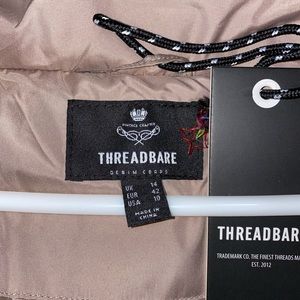 VINTAGE CRAFTED
THREADBARE
DENIM CORPS
UK 14
EUR 42
USA 10
MADE IN
CHINA
THREADBARE
TRADEMARK CO. THE FINEST THREADS MA
EST. 2012